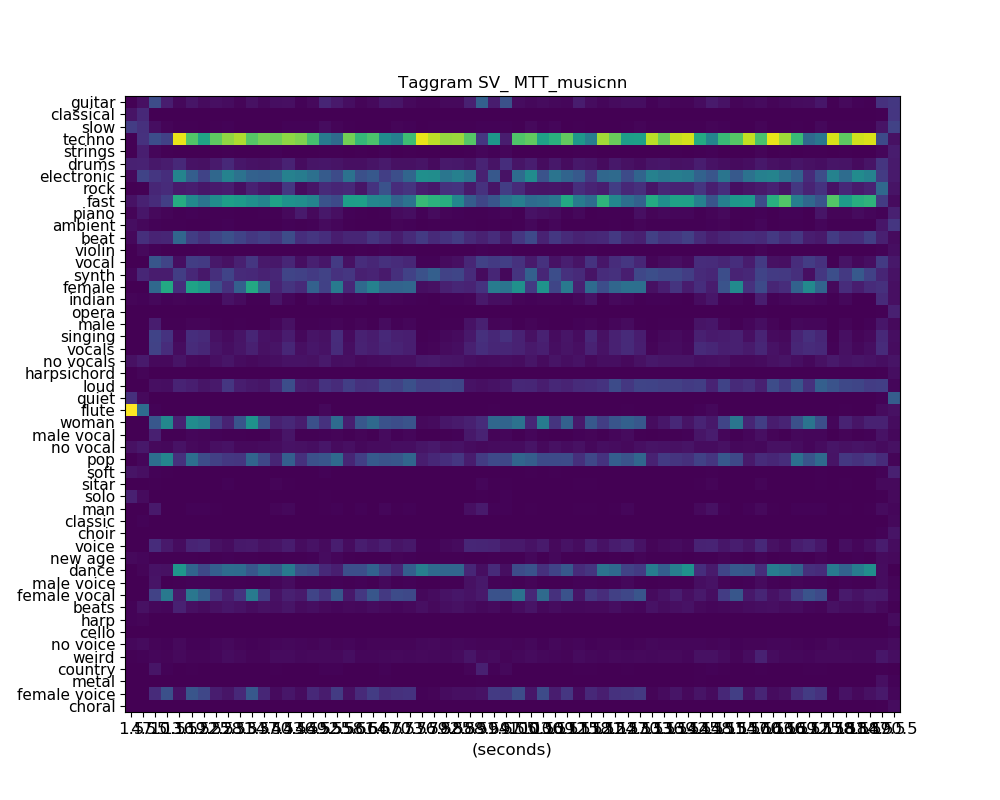 Taggram SV_ MTT_musicnn
guitar
classical
slow
techno
strings
drums
electronic
rock
fast
piano
ambient
beat
violin
vocal
synth
female
indian
opera
male
singing
vocals
no vocals
harpsichord
loud
quiet
flute
woman
male vocal
no vocal
pop
soft
sitar
solo
man
classic
choir
voice
new age
dance
male voice
female vocal
beats
harp
cello
no voice
weird
country
metal
female voice
choral
(seconds)